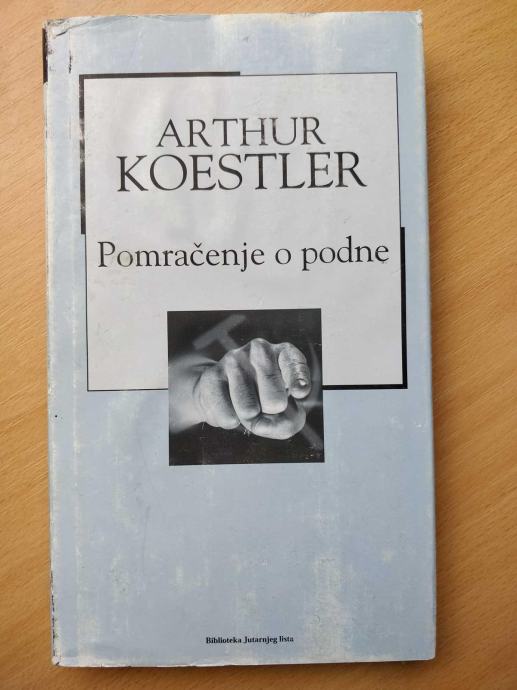 ARTHUR
KOESTLER
Pomračenje o podne
Biblioteka Jutarnjeg lista